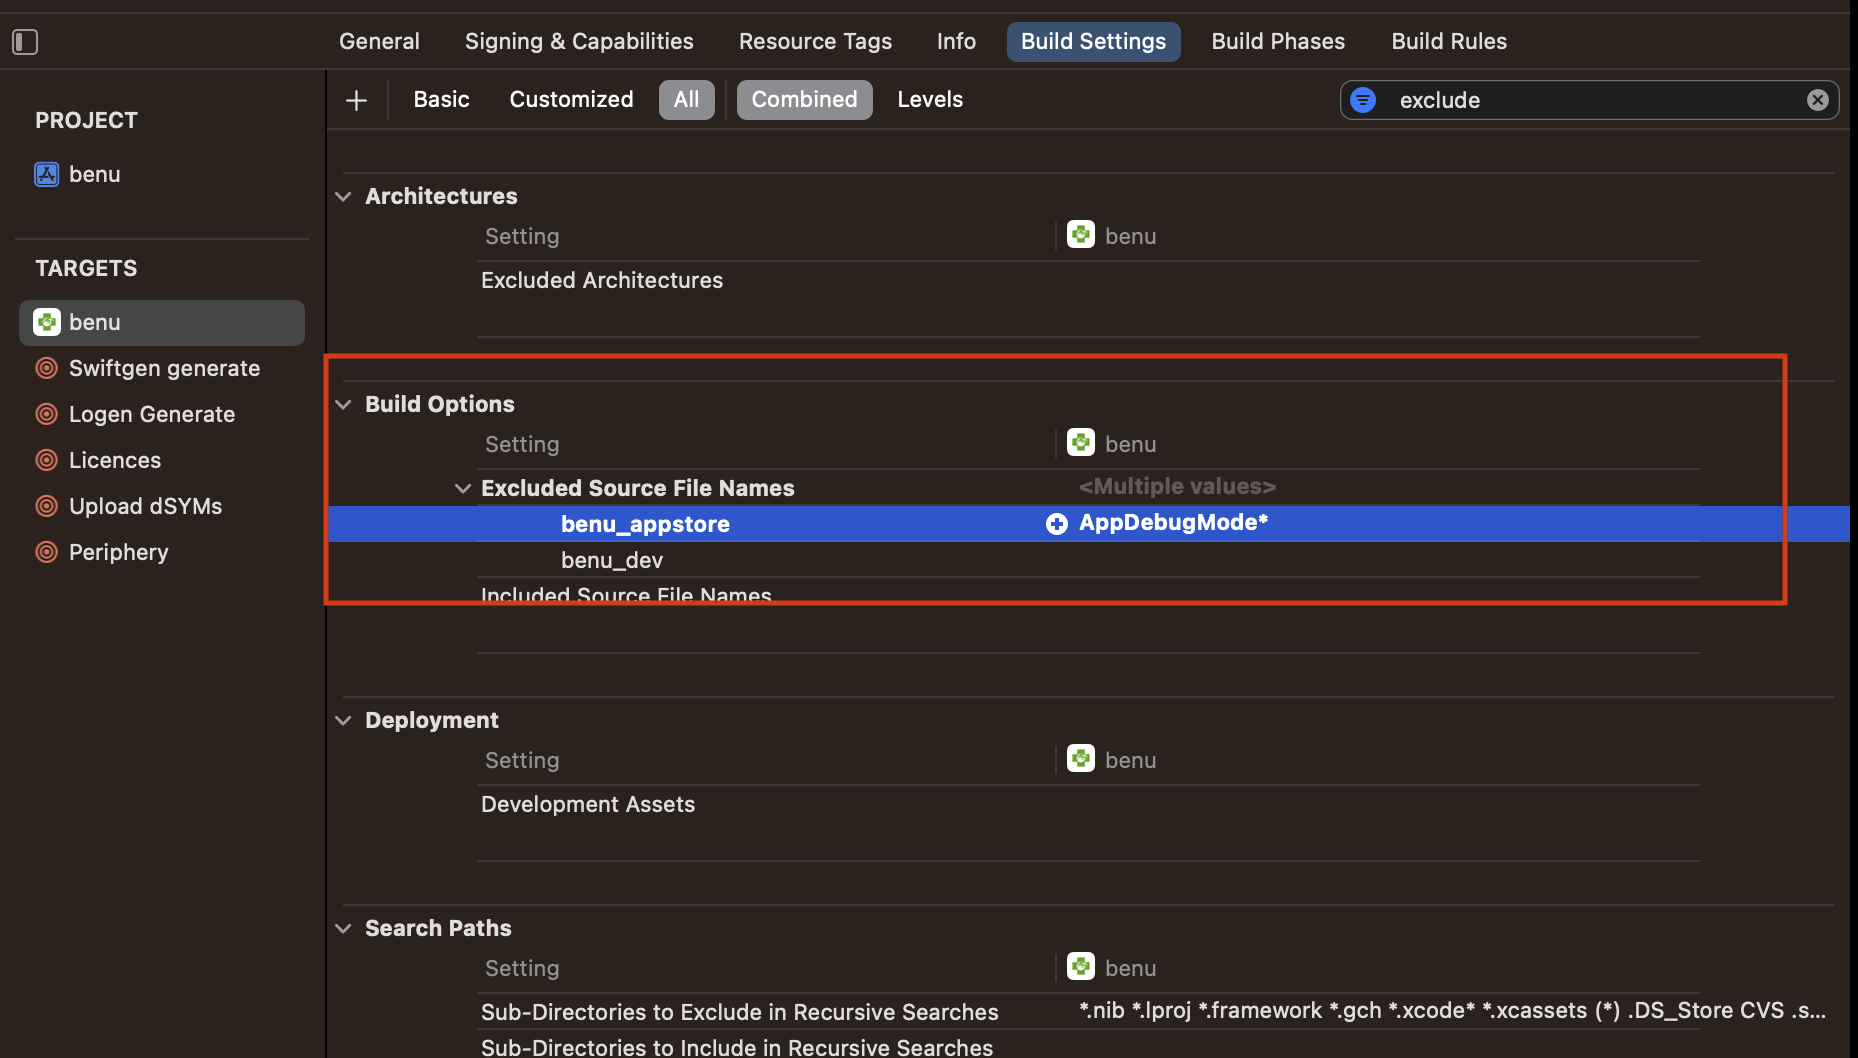 General Signing & Capabilities Resource Tags Info Build Settings Build Phases Build Rules
PROJECT
benu
TARGETS
benu
Swiftgen generate
Logen Generate
Licences
Upload dSYMs
Periphery
+ Basic Customized All Combined Levels exclude
Architectures
Setting benu
Excluded Architectures
Build Options
Setting benu
Excluded Source File Names <Multiple values>
benu_appstore AppDebugMode*
benu_dev
Included Source File Names
Deployment
Setting benu
Development Assets
Search Paths
Setting benu
Sub-Directories to Exclude in Recursive Searches *.nib *.lproj *.framework *.gch *.xcode* *.xcassets (*) .DS_Store CVS .s...
Sub-Directories to Include in Recursive Searches